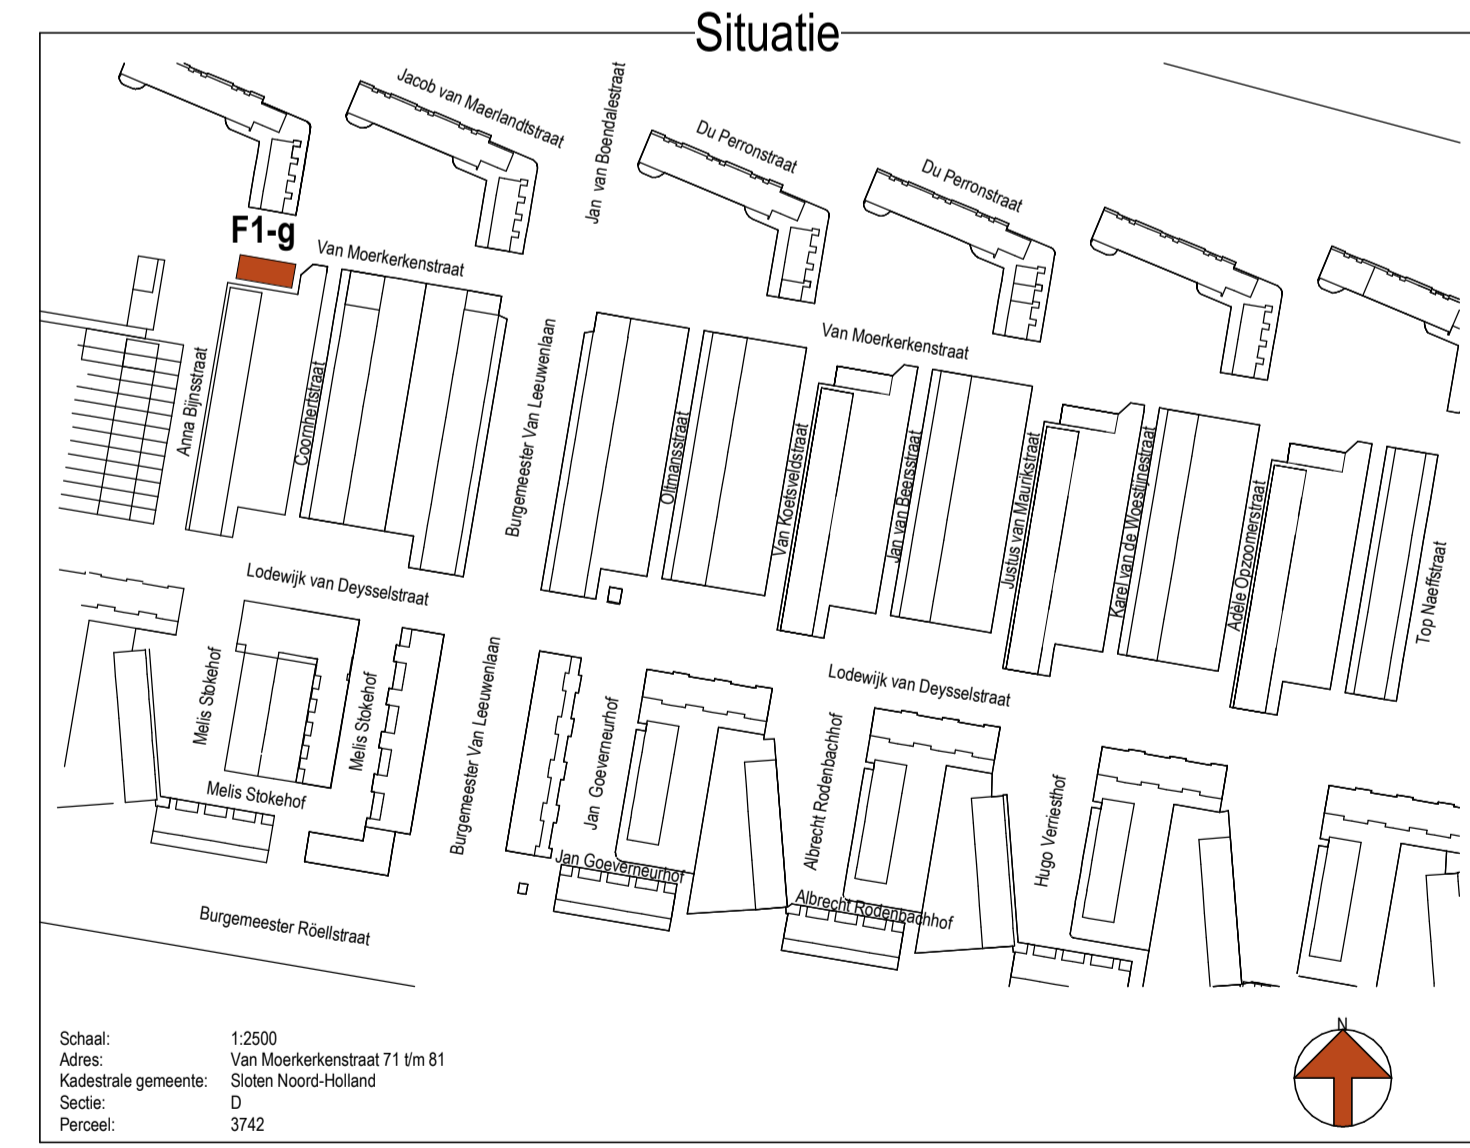 Situatie
Jacob van Maerlandtstraat
Jan van Boendalestraat
Du Perronstraat
Du Perronstraat
F1-g
Van Moerkerkenstraat
Van Moerkerkenstraat
Anna Bijnsstraat
Coornhertstraat
Burgemeester Van Leeuwenlaan
Oltmansstraat
Van Koetsveldstraat
Jan van Beersstraat
Justus van Maurikstraat
Karel van de Woestijnestraat
Adèle Opzoomerstraat
Top Naeffstraat
Lodewijk van Deysselstraat
Lodewijk van Deysselstraat
Melis Stokehof
Melis Stokehof
Melis Stokehof
Burgemeester Van Leeuwenlaan
Jan Goeverneurhof
Jan Goeverneurhof
Albrecht Rodenbachhof
Albrecht Rodenbachhof
Hugo Verriesthof
Burgemeester Röellstraat
Schaal: 1:2500
Adres: Van Moerkerkenstraat 71 t/m 81
Kadestrale gemeente: Sloten Noord-Holland
Sectie: D
Perceel: 3742
N